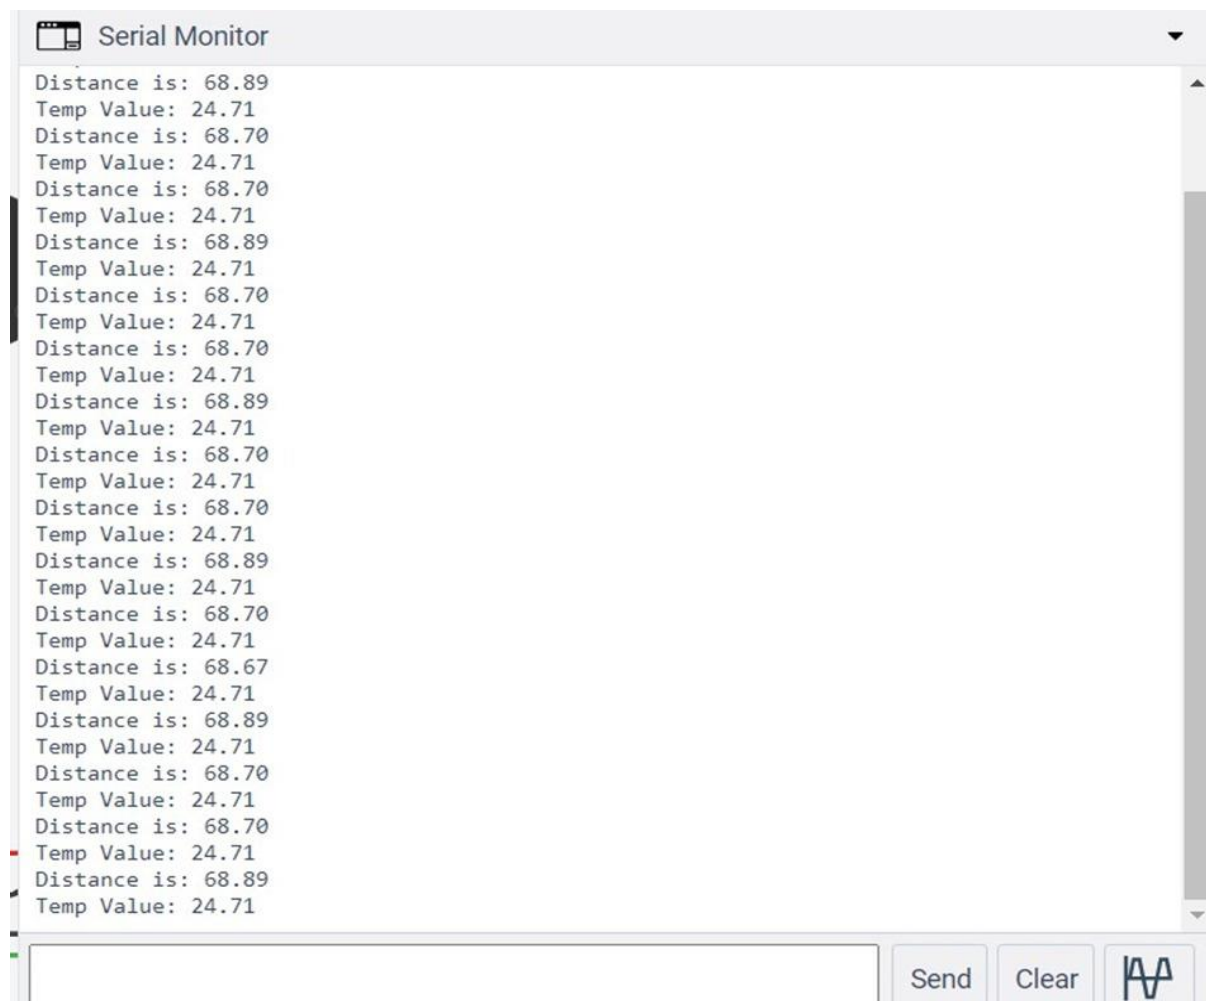 Serial Monitor
Distance is: 68.89
Temp Value: 24.71
Distance is: 68.70
Temp Value: 24.71
Distance is: 68.70
Temp Value: 24.71
Distance is: 68.89
Temp Value: 24.71
Distance is: 68.70
Temp Value: 24.71
Distance is: 68.70
Temp Value: 24.71
Distance is: 68.89
Temp Value: 24.71
Distance is: 68.70
Temp Value: 24.71
Distance is: 68.70
Temp Value: 24.71
Distance is: 68.89
Temp Value: 24.71
Distance is: 68.70
Temp Value: 24.71
Distance is: 68.67
Temp Value: 24.71
Distance is: 68.89
Temp Value: 24.71
Distance is: 68.70
Temp Value: 24.71
Distance is: 68.70
Temp Value: 24.71
Distance is: 68.89
Temp Value: 24.71
Send Clear